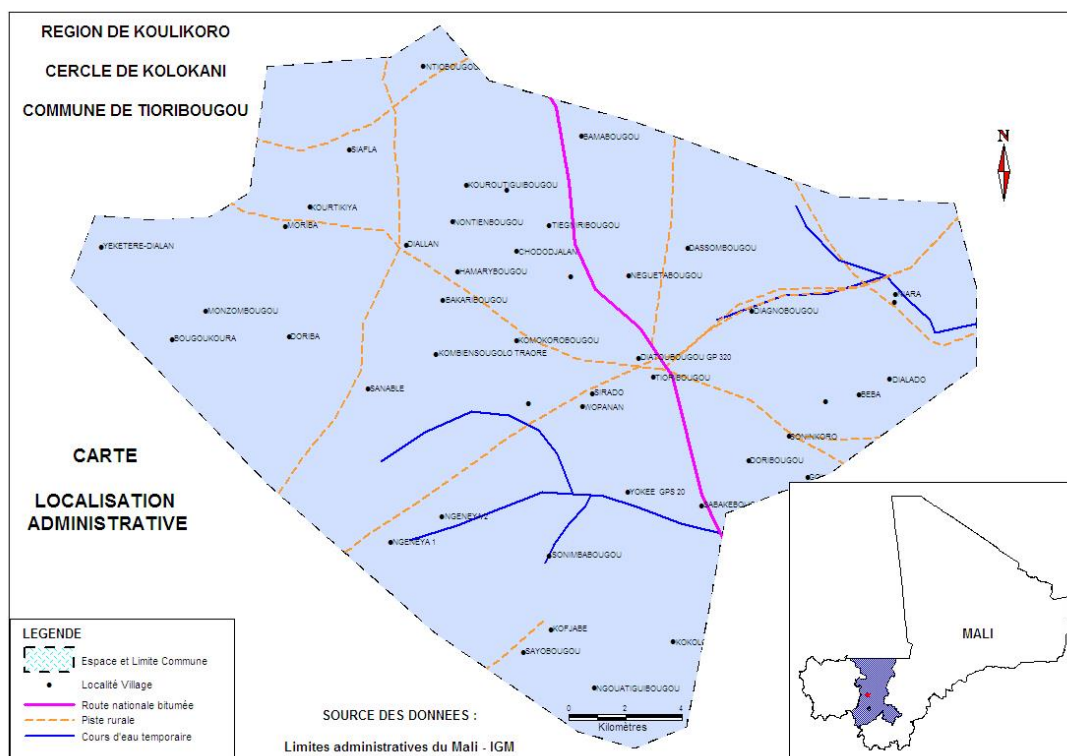 REGION DE KOULIKORO
CERCLE DE KOLOKANI
COMMUNE DE TIORIBOUGOU
NTIOBOUGOU
BAMABOUGOU
SIAFLA
N
KOUROUTIGUIBOUGOU
KOURTIKIYA
MORIBA
NONTIENBOUGOU
YEKETERE-DIALAN
DIALLAN
CHODODJALAN
DASSOMBOUGOU
HAMARYBOUGOU
NEGUETABOUGOU
BAKARIBOUGOU
MONZOMBOUGOU
DIAGNOBOUGOU
BOUGOUKOURA
DORIBA
KOMOKOROBOUGOU
KOMBIENSOUGOLO TRAORE
DIATOUBOUGOU GP 320
TIORIBOUGOU
DIALADO
SANABLE
SIRADO
BEBA
WOPANAN
SONINKORO
CARTE
DORIBOUGOU
LOCALISATION
ADMINISTRATIVE
YOKEE GPS 20
NGENEYA 2
NGENEYA 1
SONIMBABOUGOU
KOFJABE
SAYOBOUGOU
NGOUATIGUIBOUGOU
MALI
LEGENDE
Espace et Limite Commune
Localité Village
Route nationale bitumée
Piste rurale
Cours d'eau temporaire
0 2 4
Kilomètres
SOURCE DES DONNEES :
Limites administratives du Mali - IGM